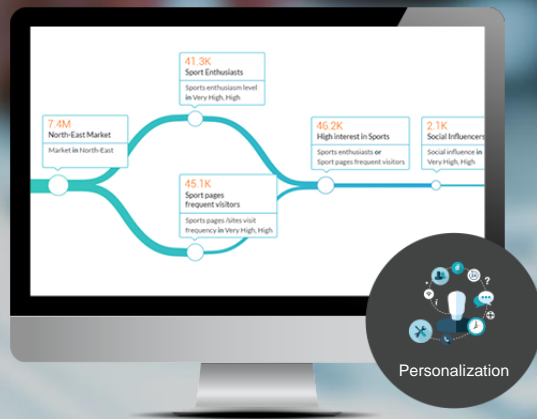 41.3K
Sport Enthusiasts
Sports enthusiasm level
in Very High, High
7.4M
North-East Market
Market in North-East
46.2K
High interest in Sports
Sports enthusiasts or
Sport pages frequent visitors
2.1K
Social Influencers
Social influence in
Very High, High
45.1K
Sport pages
frequent visitors
Sports pages /sites visit
frequency in Very High, High
?
i
Personalization